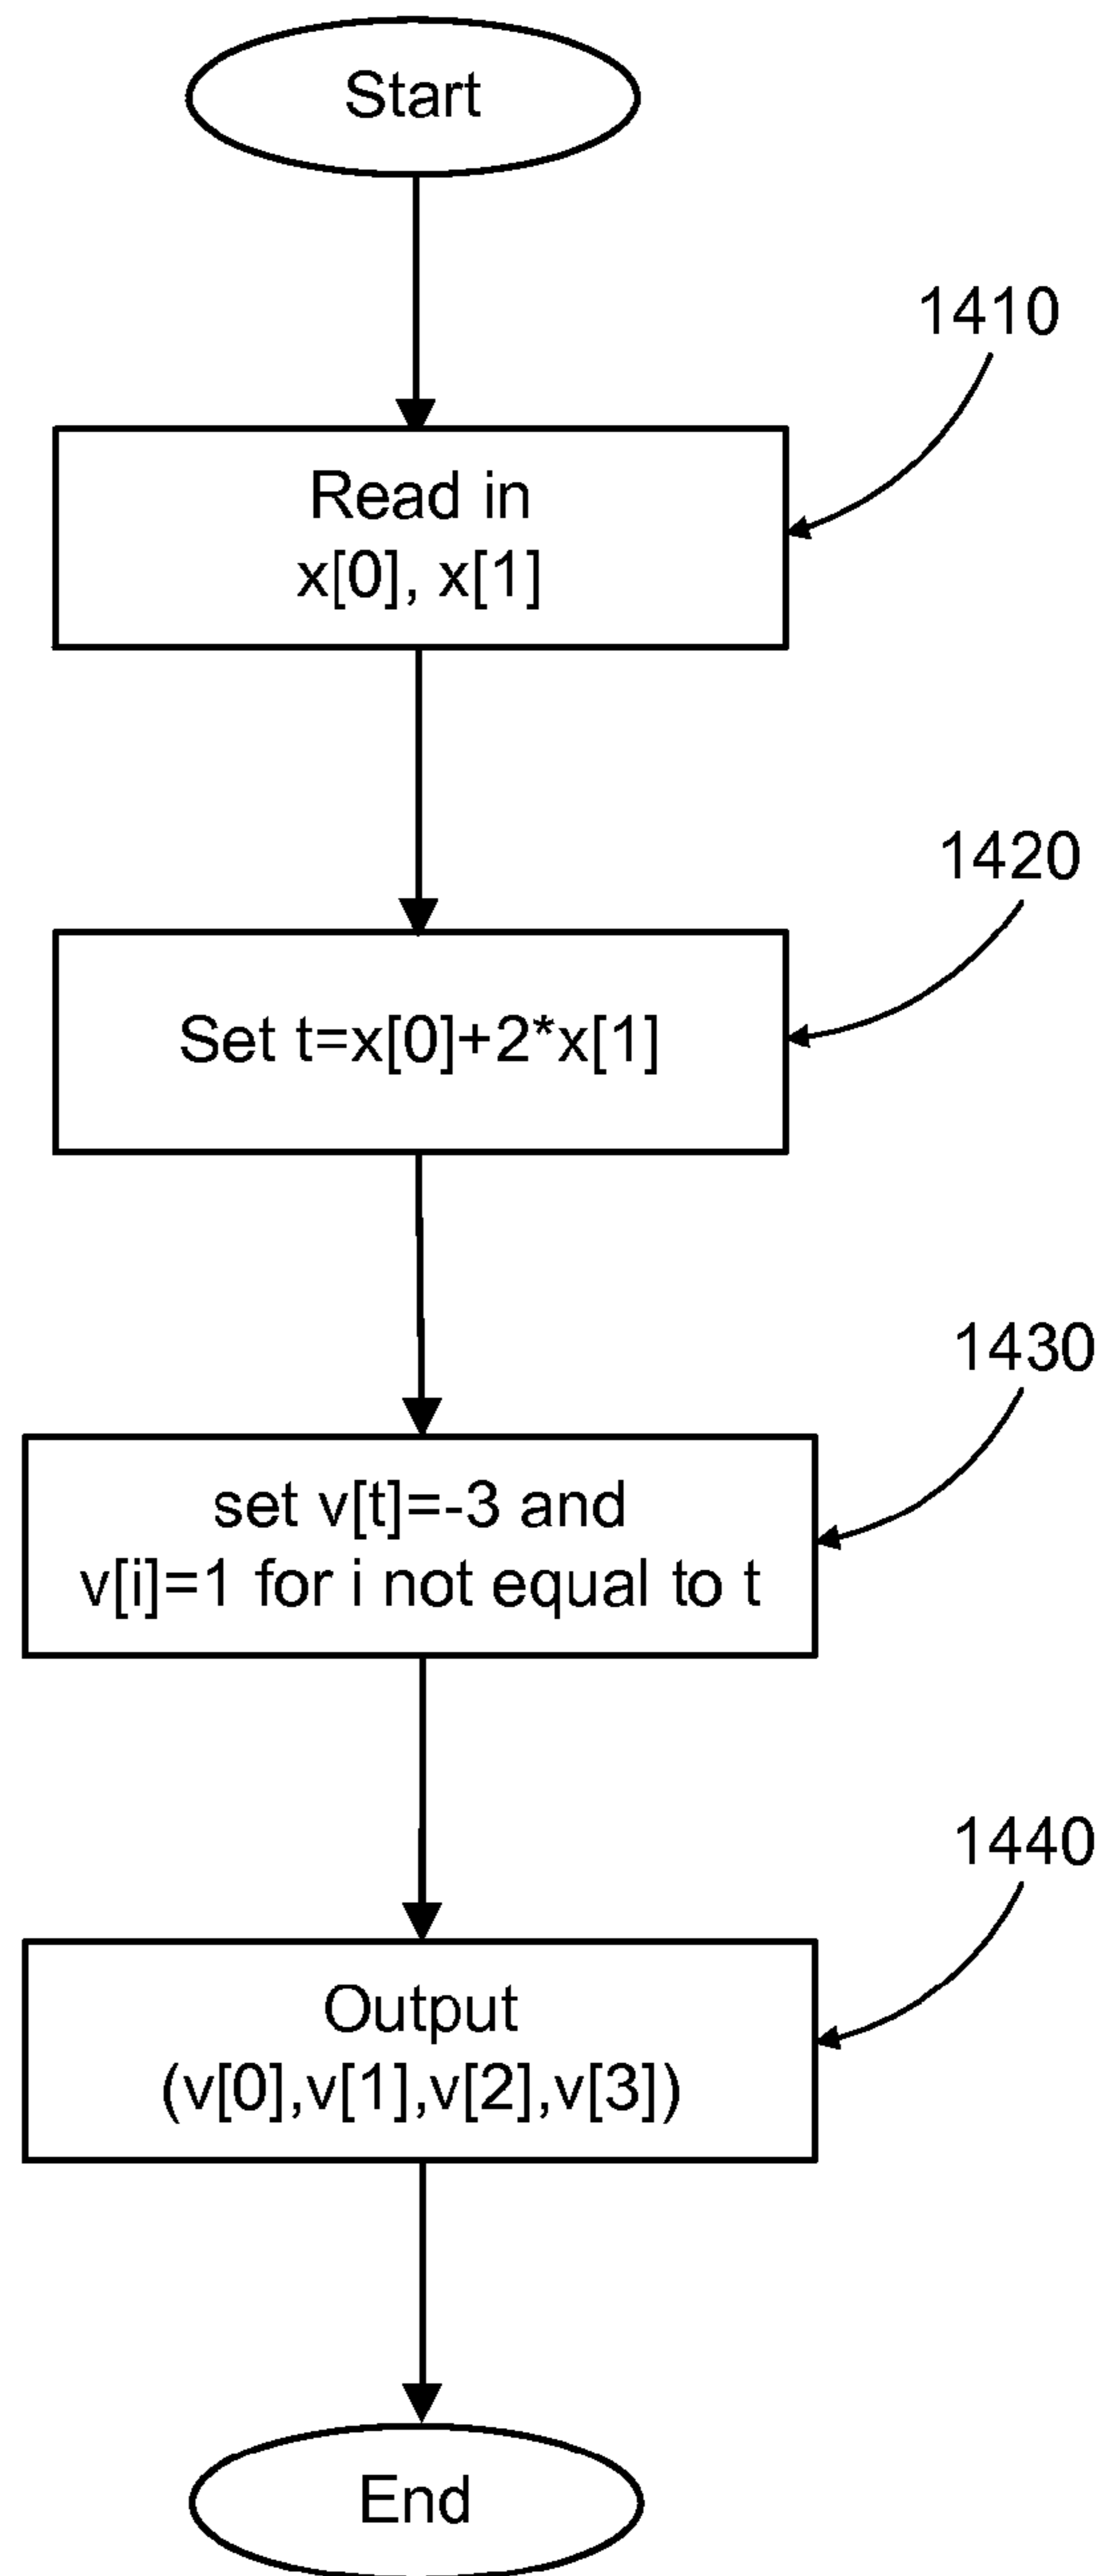 Start
1410
Read in
x[0], x[1]
1420
Set t=x[0]+2*x[1]
1430
set v[t]=-3 and
v[i]=1 for i not equal to t
1440
Output
(v[0],v[1],v[2],v[3])
End